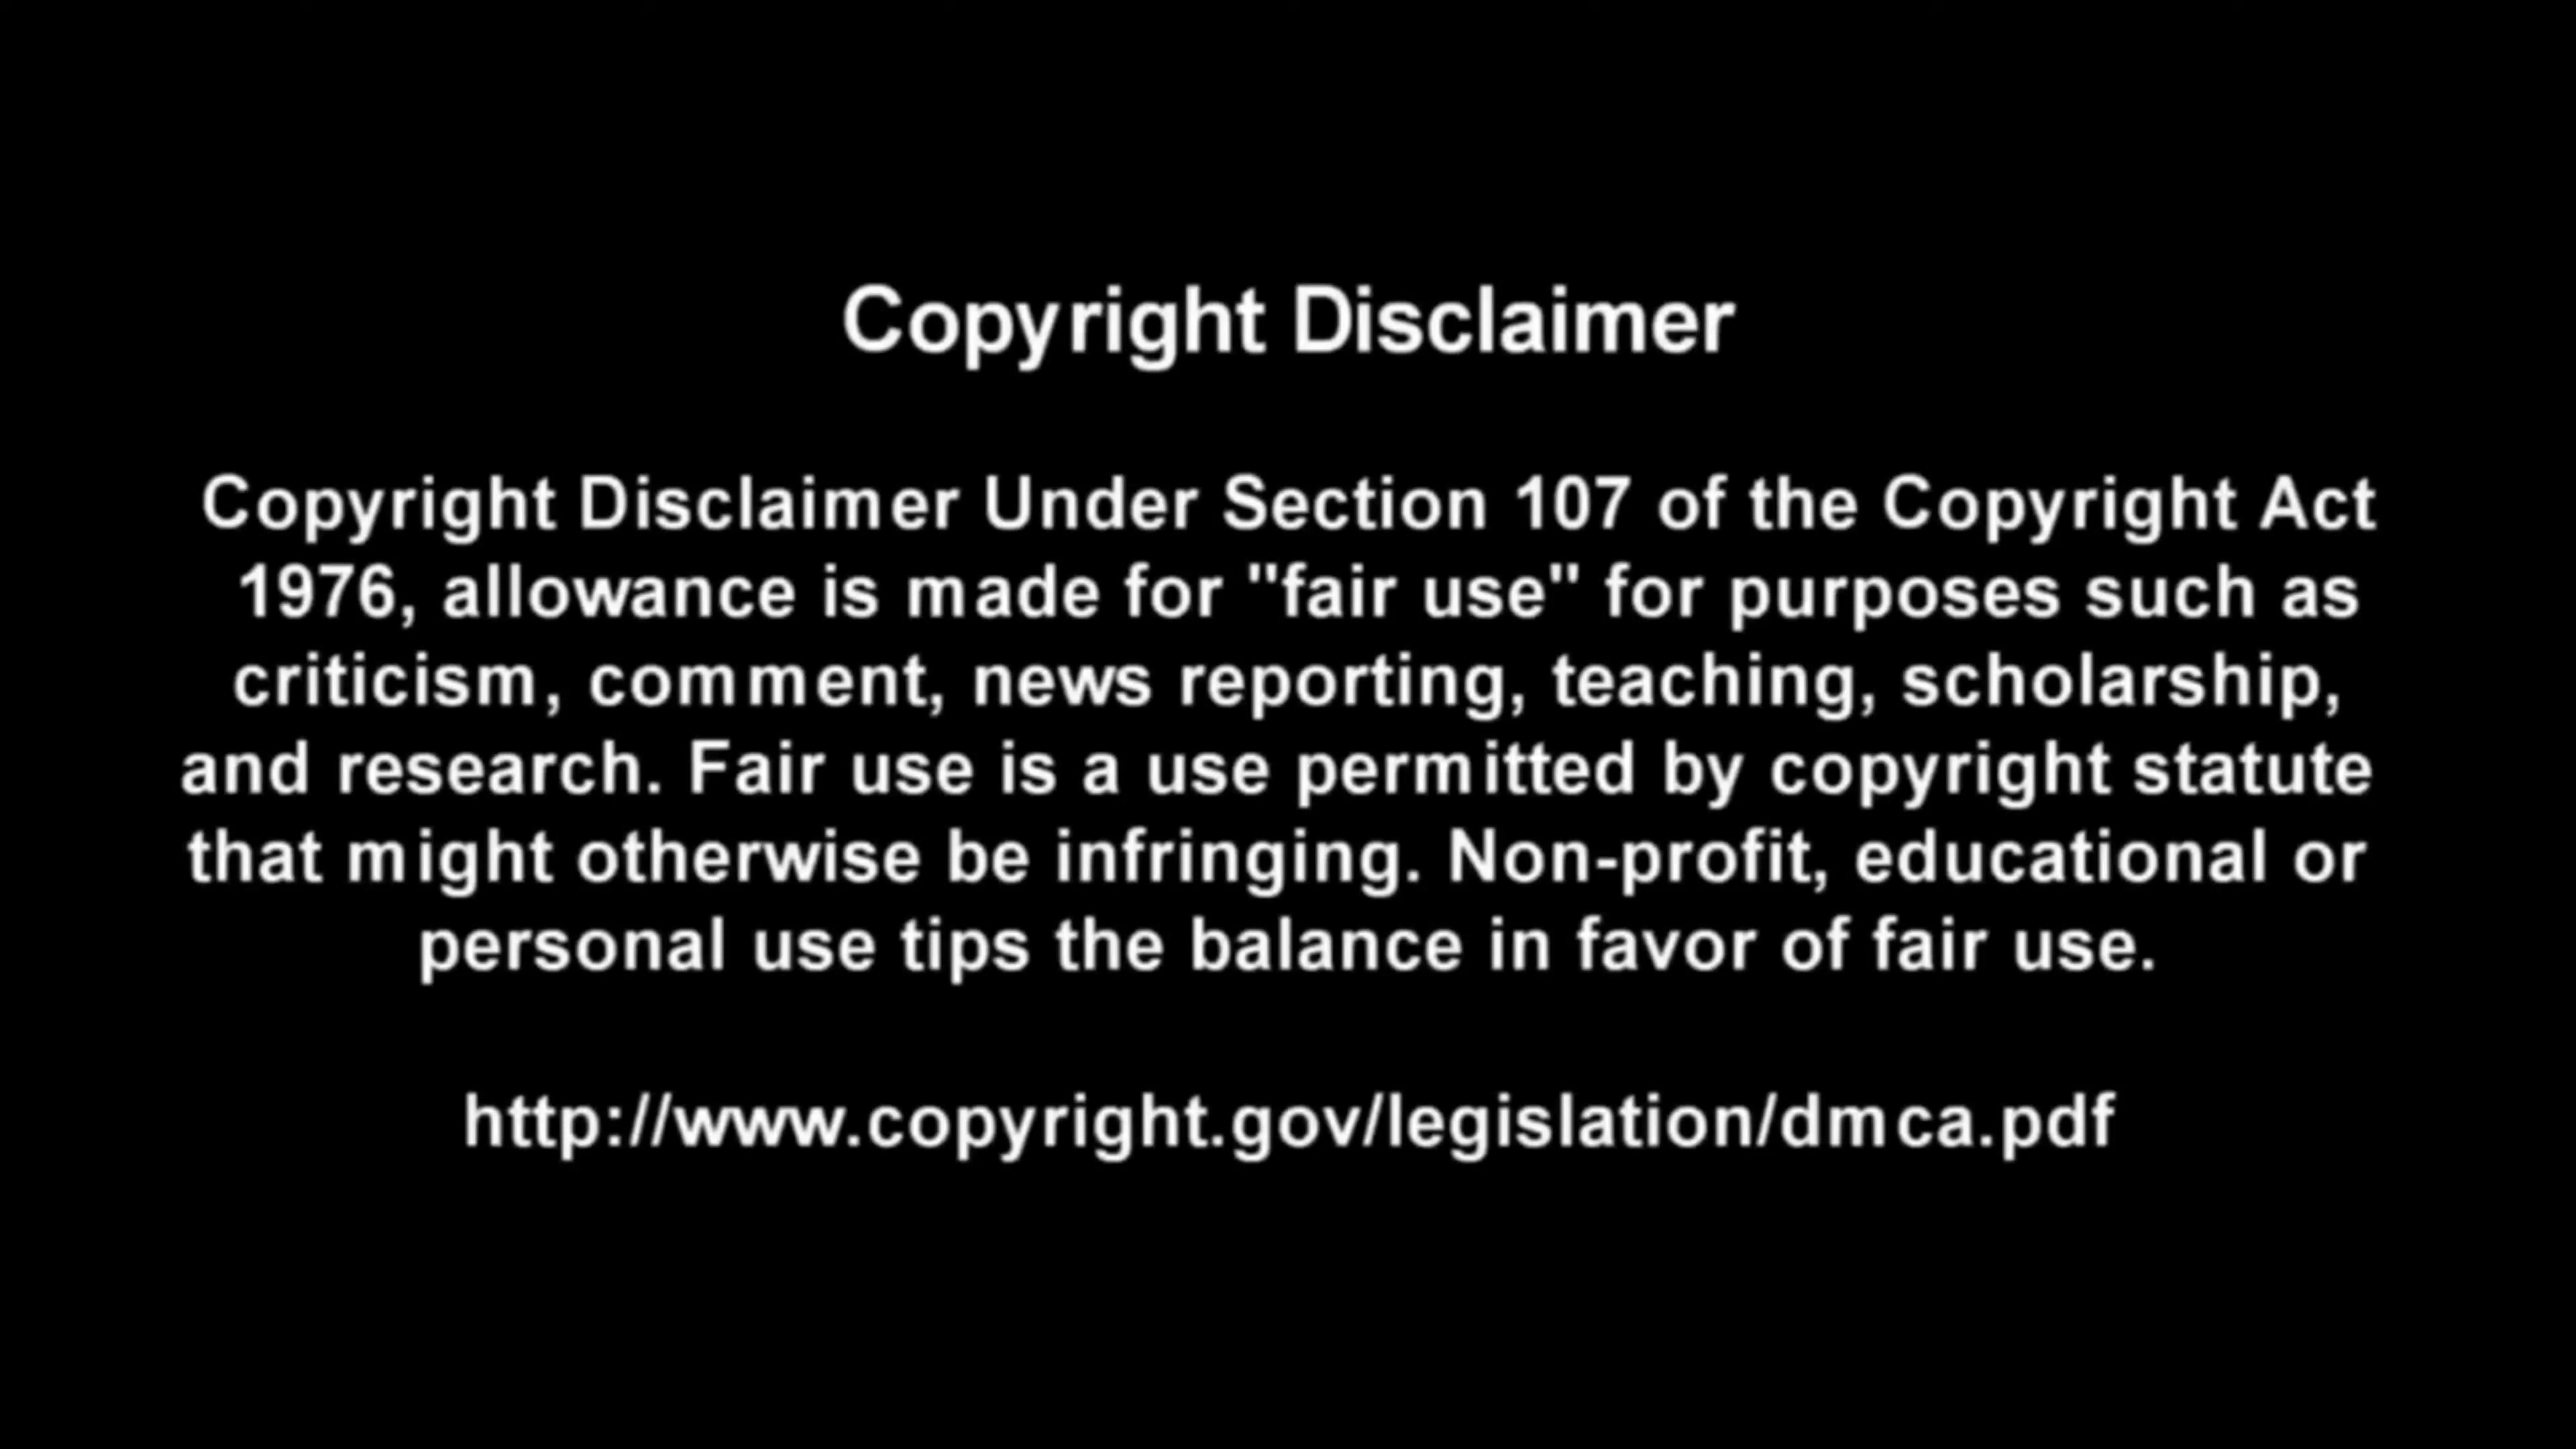 Copyright Disclaimer
Copyright Disclaimer Under Section 107 of the Copyright Act
1976, allowance is made for "fair use" for purposes such as
criticism, comment, news reporting, teaching, scholarship,
and research. Fair use is a use permitted by copyright statute
that might otherwise be infringing. Non-profit, educational or
personal use tips the balance in favor of fair use.
http://www.copyright.gov/legislation/dmca.pdf